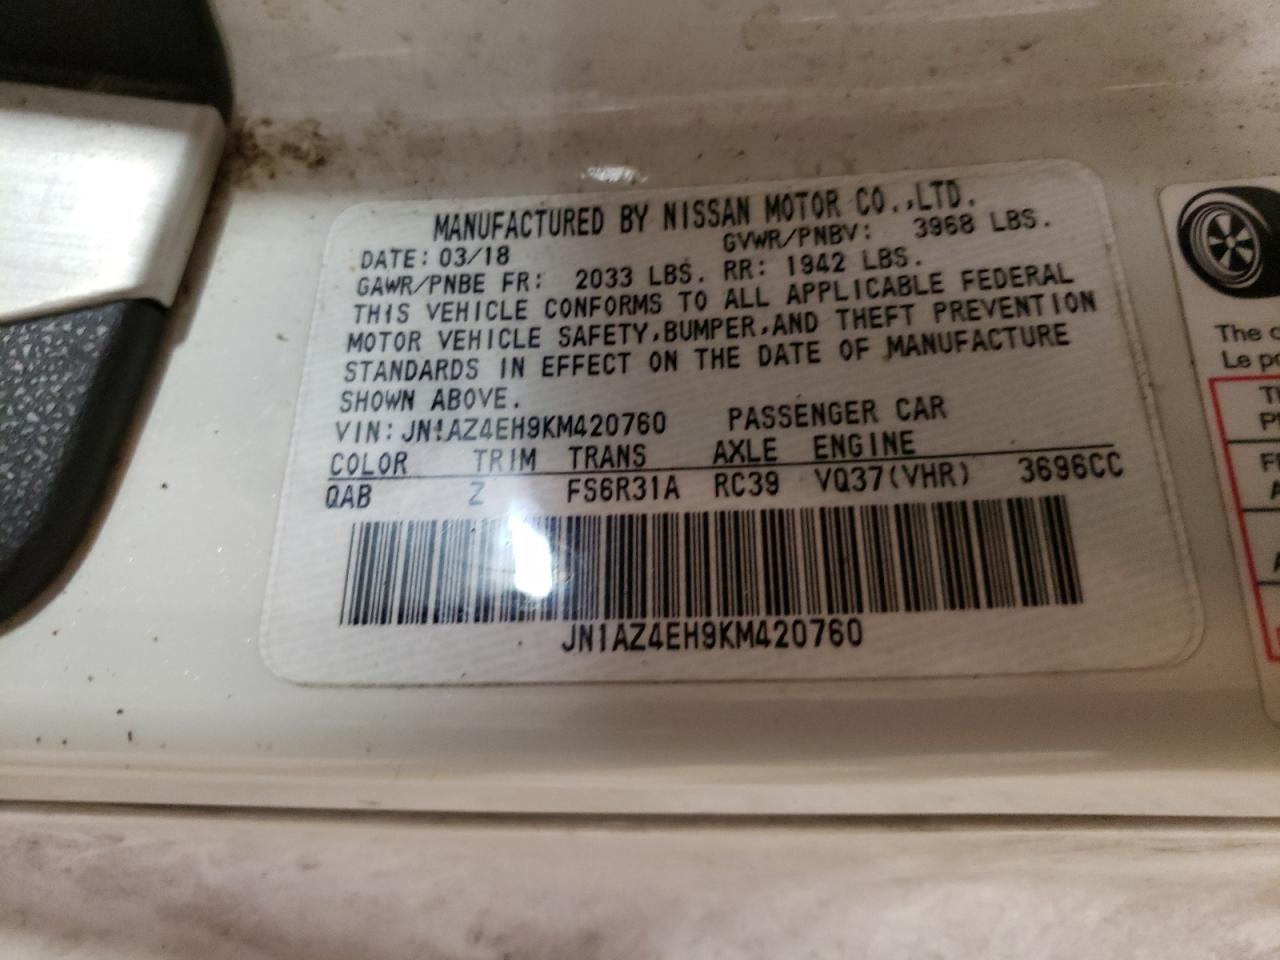 MANUFACTURED BY NISSAN MOTOR CO.,LTD.
DATE: 03/18 GVWR/PNBV: 3968 LBS.
GAWR/PNBE FR: 2033 LBS. RR: 1942 LBS.
THIS VEHICLE CONFORMS TO ALL APPLICABLE FEDERAL
MOTOR VEHICLE SAFETY,BUMPER,AND THEFT PREVENTION
STANDARDS IN EFFECT ON THE DATE OF MANUFACTURE
SHOWN ABOVE.
VIN: JN1AZ4EH9KM420760 PASSENGER CAR
COLOR TRIM TRANS AXLE ENGINE
QAB Z FS6R31A RC39 VQ37(VHR) 3696CC
JN1AZ4EH9KM420760
The
Le